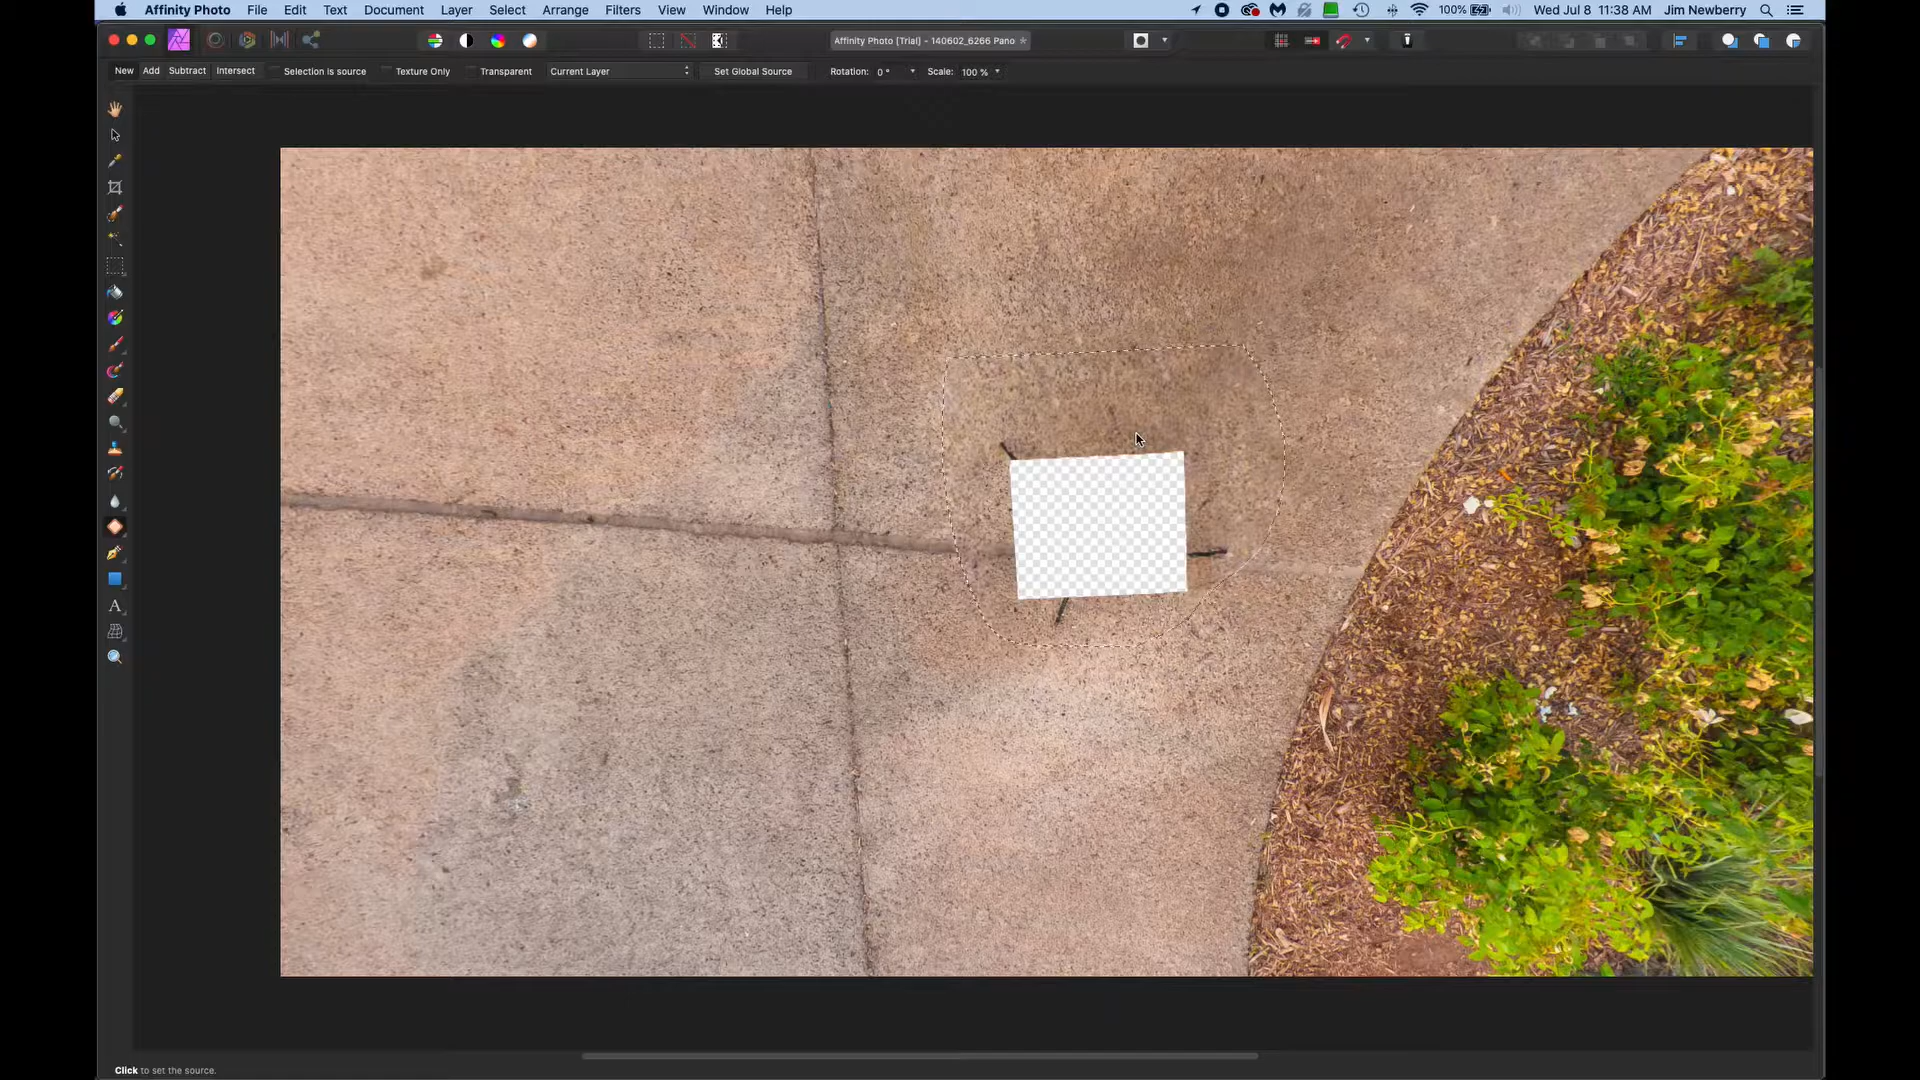 Affinity Photo File Edit Text Document Layer Select Arrange Filters View Window Help 100% Wed Jul 8 11:38 AM Jim Newberry
Affinity Photo [Trial] - 140602_6266 Pano
New Add Subtract Intersect Selection is source Texture Only Transparent Current Layer Set Global Source Rotation: 0 ° Scale: 100 %
A
Click to set the source.